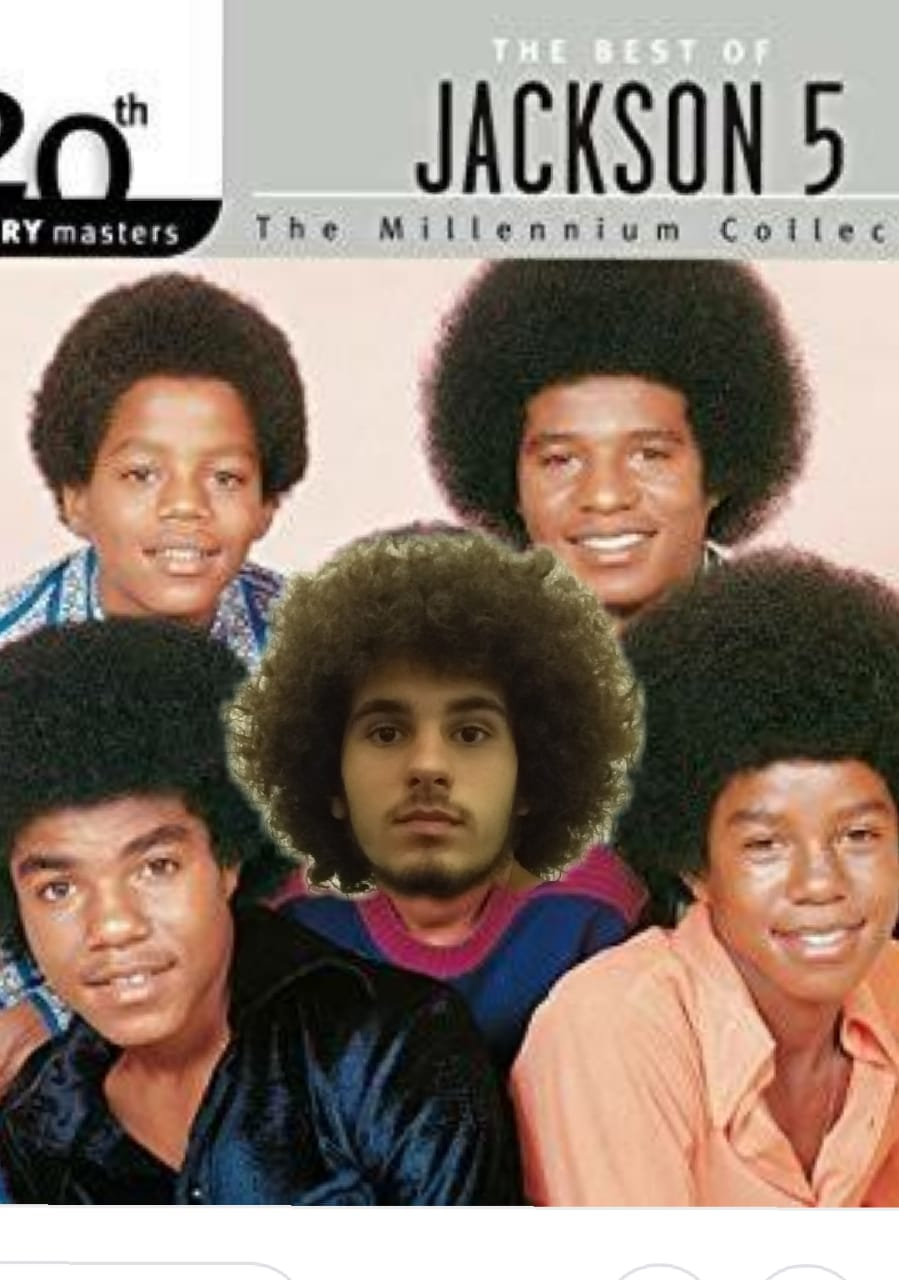 THE BEST OF
JACKSON 5
20th
RY masters
The Millennium Collec